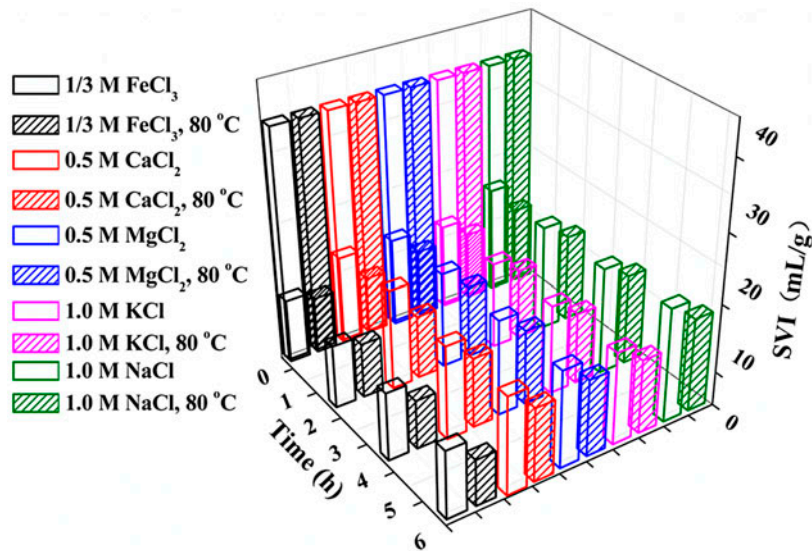 1/3 M FeCl₃
1/3 M FeCl₃, 80 °C
0.5 M CaCl₂
0.5 M CaCl₂, 80 °C
0.5 M MgCl₂
0.5 M MgCl₂, 80 °C
1.0 M KCl
1.0 M KCl, 80 °C
1.0 M NaCl
1.0 M NaCl, 80 °C
0
1
2
3
4
5
6
Time (h)
40
30
20
10
0
SVI (mL/g)